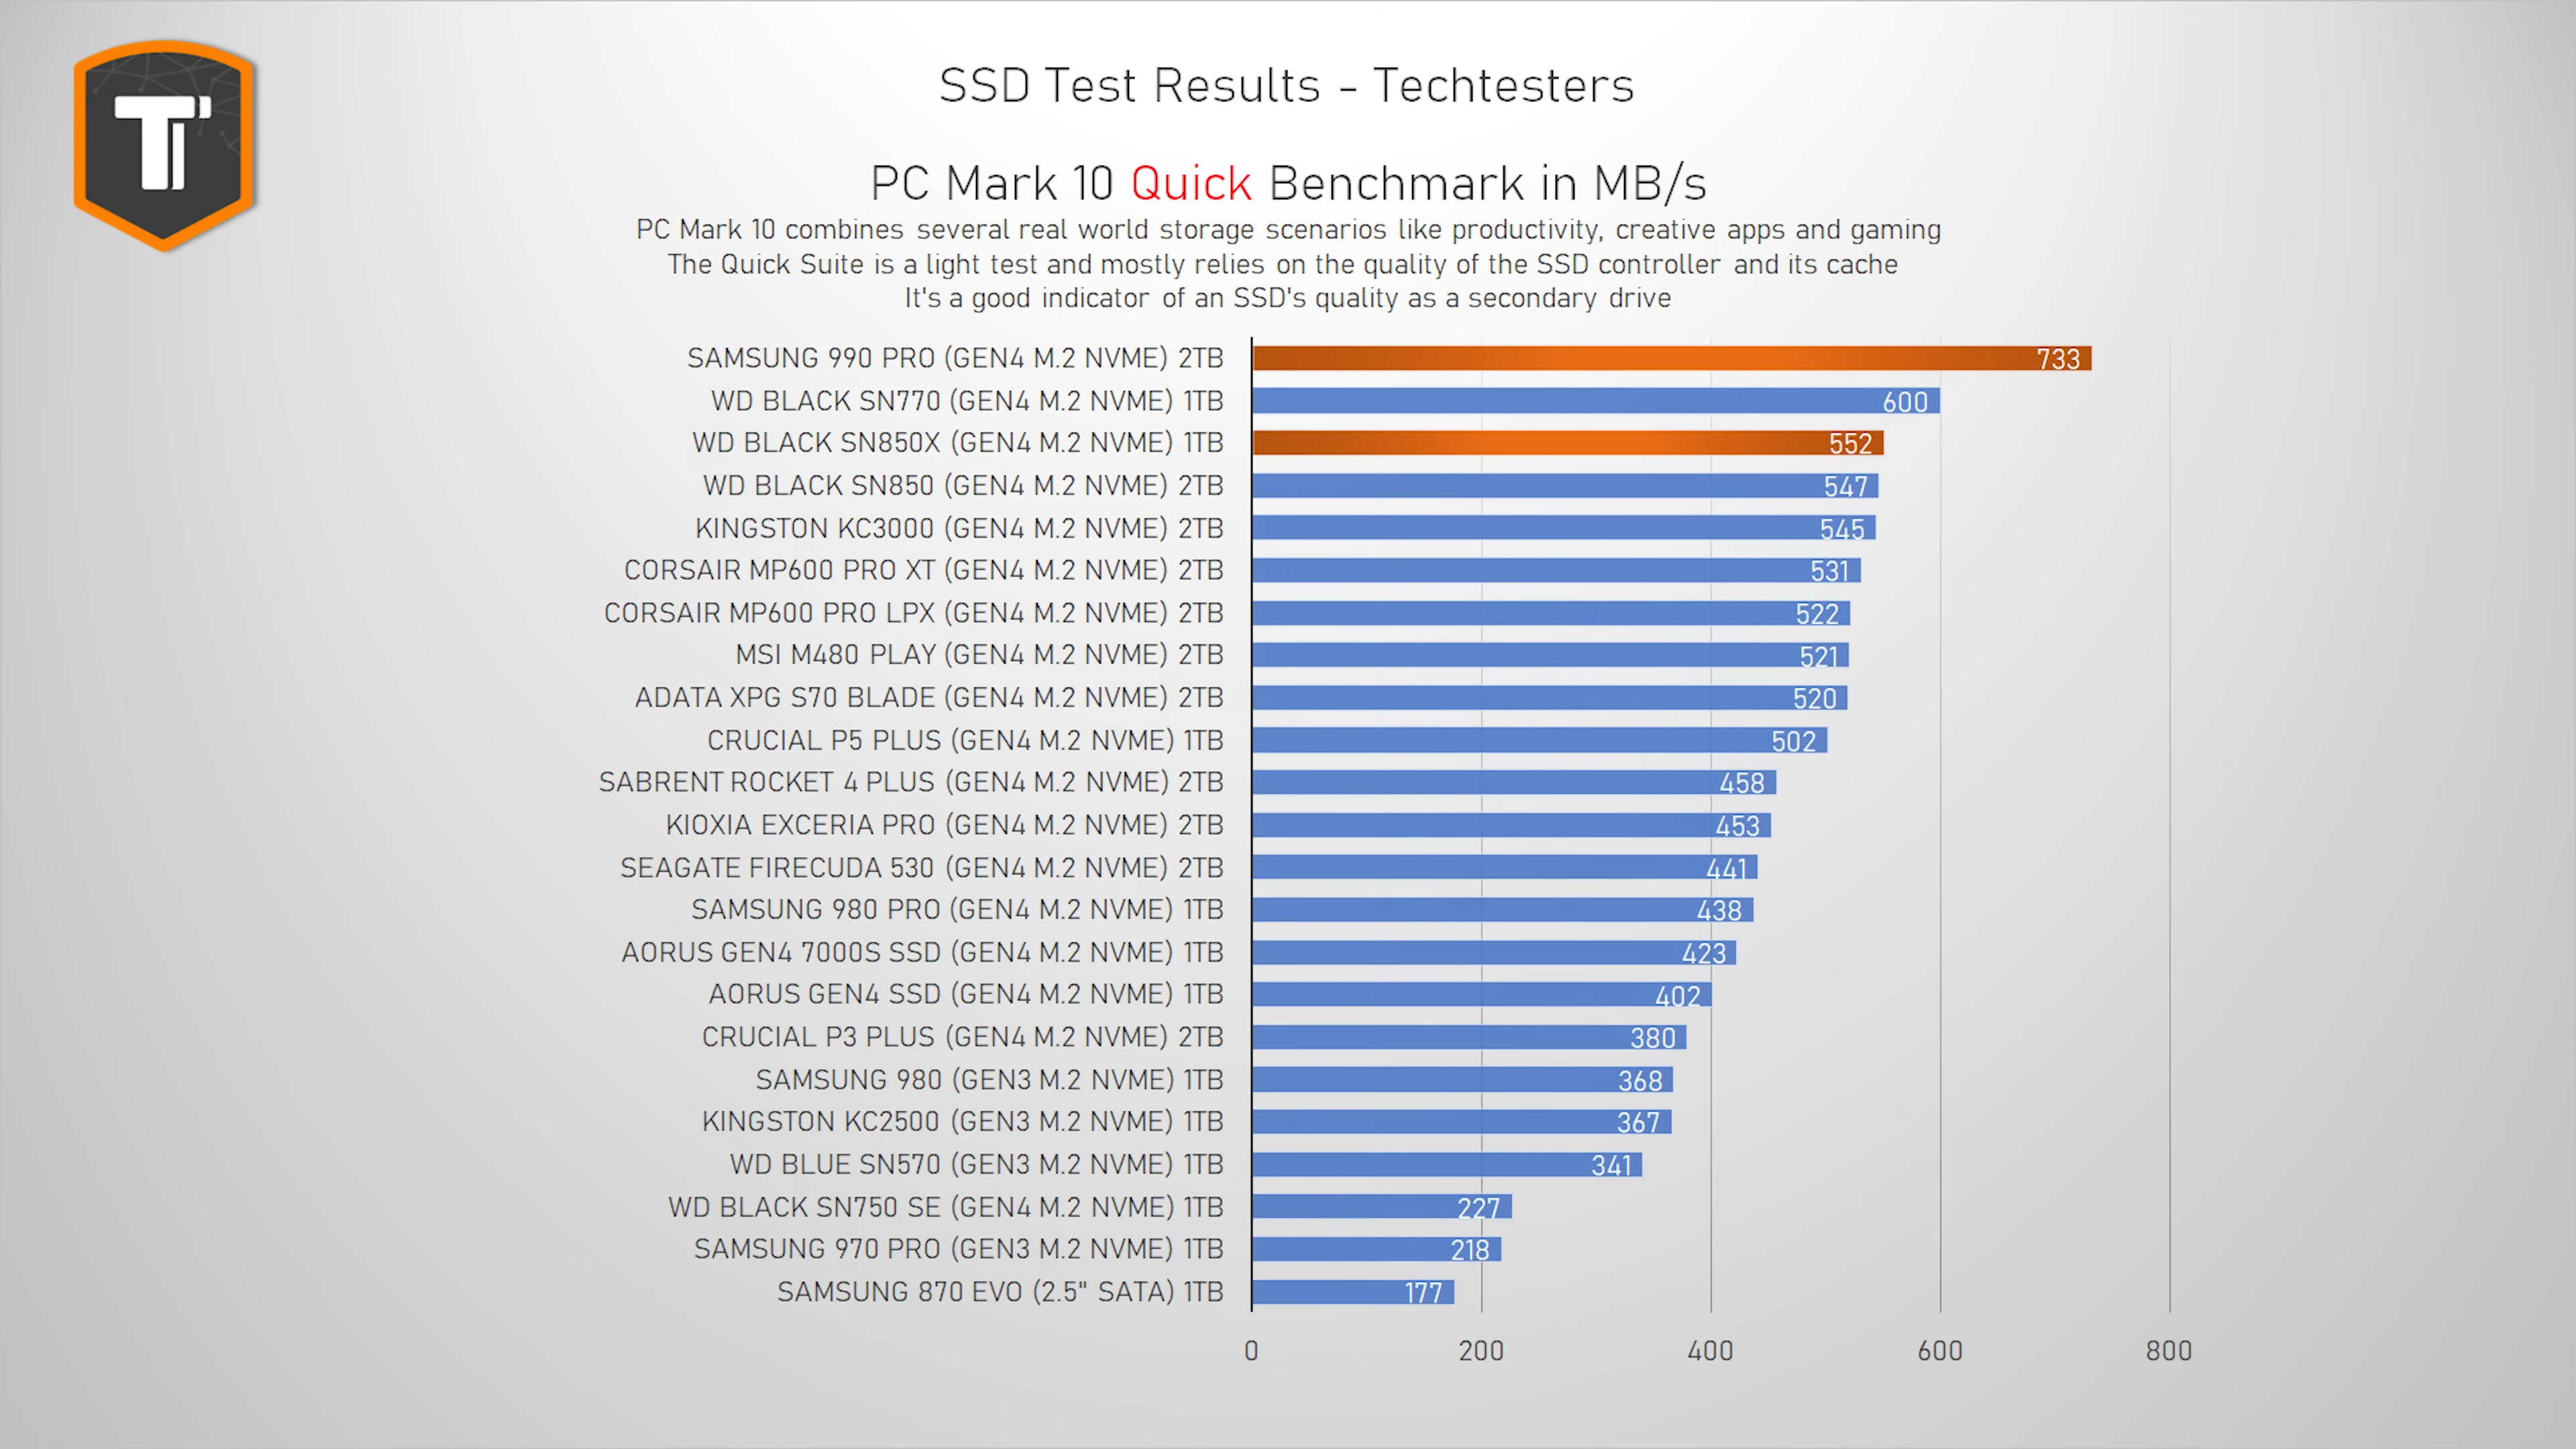 SSD Test Results - Techtesters
PC Mark 10 Quick Benchmark in MB/s
PC Mark 10 combines several real world storage scenarios like productivity, creative apps and gaming
The Quick Suite is a light test and mostly relies on the quality of the SSD controller and its cache
It's a good indicator of an SSD's quality as a secondary drive
SAMSUNG 990 PRO (GEN4 M.2 NVME) 2TB 733
WD BLACK SN770 (GEN4 M.2 NVME) 1TB 600
WD BLACK SN850X (GEN4 M.2 NVME) 1TB 552
WD BLACK SN850 (GEN4 M.2 NVME) 2TB 547
KINGSTON KC3000 (GEN4 M.2 NVME) 2TB 545
CORSAIR MP600 PRO XT (GEN4 M.2 NVME) 2TB 531
CORSAIR MP600 PRO LPX (GEN4 M.2 NVME) 2TB 522
MSI M480 PLAY (GEN4 M.2 NVME) 2TB 521
ADATA XPG S70 BLADE (GEN4 M.2 NVME) 2TB 520
CRUCIAL P5 PLUS (GEN4 M.2 NVME) 1TB 502
SABRENT ROCKET 4 PLUS (GEN4 M.2 NVME) 2TB 458
KIOXIA EXCERIA PRO (GEN4 M.2 NVME) 2TB 453
SEAGATE FIRECUDA 530 (GEN4 M.2 NVME) 2TB 441
SAMSUNG 980 PRO (GEN4 M.2 NVME) 1TB 438
AORUS GEN4 7000S SSD (GEN4 M.2 NVME) 1TB 423
AORUS GEN4 SSD (GEN4 M.2 NVME) 1TB 402
CRUCIAL P3 PLUS (GEN4 M.2 NVME) 2TB 380
SAMSUNG 980 (GEN3 M.2 NVME) 1TB 368
KINGSTON KC2500 (GEN3 M.2 NVME) 1TB 367
WD BLUE SN570 (GEN3 M.2 NVME) 1TB 341
WD BLACK SN750 SE (GEN4 M.2 NVME) 1TB 227
SAMSUNG 970 PRO (GEN3 M.2 NVME) 1TB 218
SAMSUNG 870 EVO (2.5" SATA) 1TB 177
0 200 400 600 800